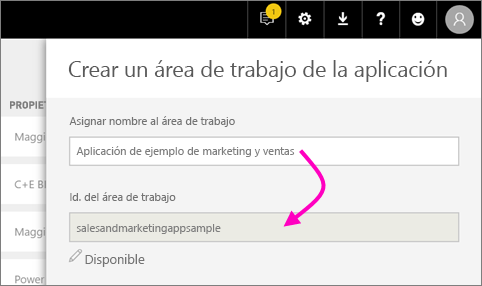 1
?
Crear un área de trabajo de la aplicación
PROPIET
Asignar nombre al área de trabajo
Maggi
Aplicación de ejemplo de marketing y ventas
C+E BI
Id. del área de trabajo
Maggi
salesandmarketingappsample
Disponible
Power